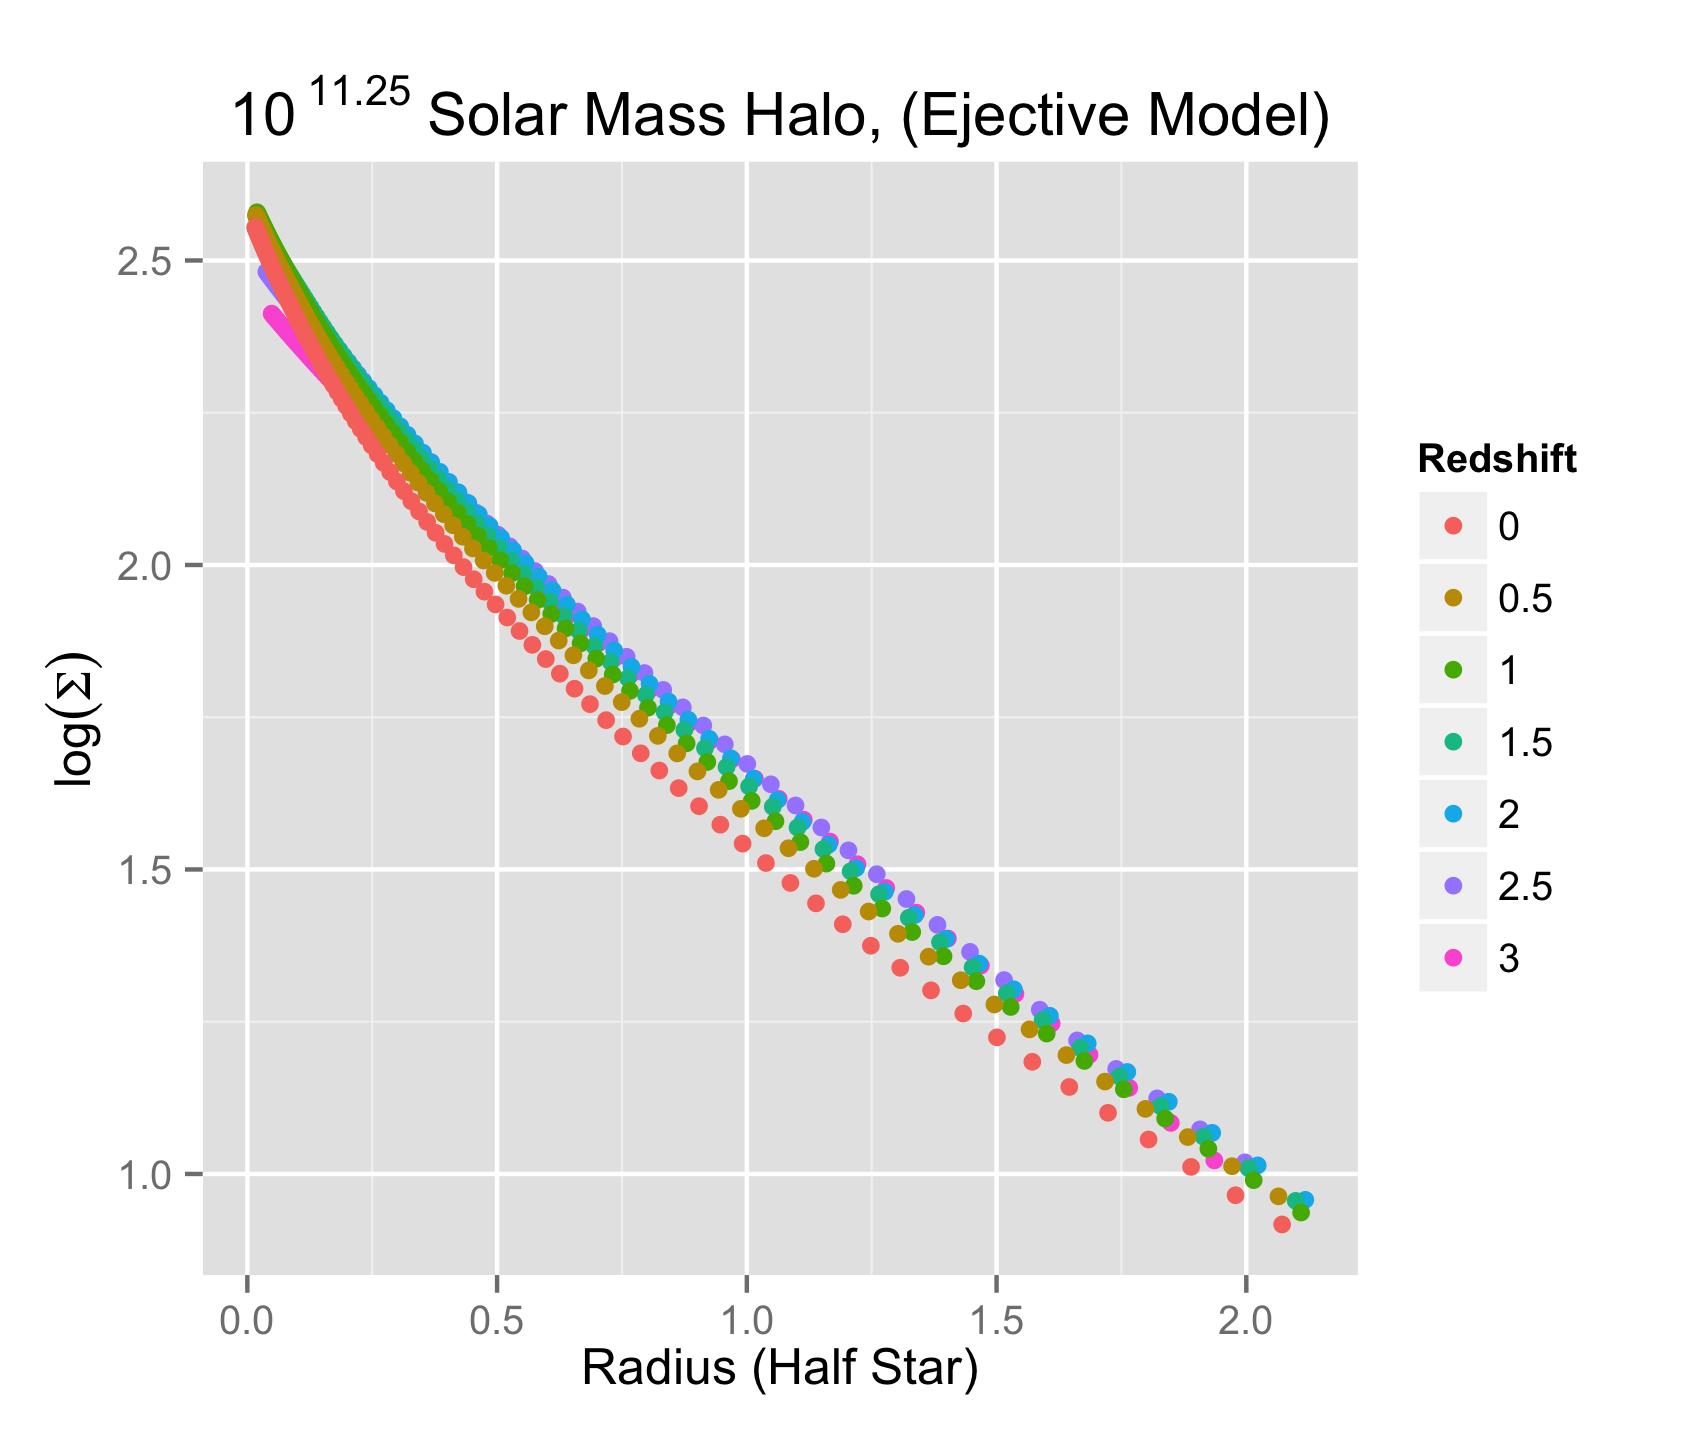 10 11.25 Solar Mass Halo, (Ejective Model)
log(Σ)
2.5
2.0
1.5
1.0
0.0 0.5 1.0 1.5 2.0
Radius (Half Star)
Redshift
0
0.5
1
1.5
2
2.5
3